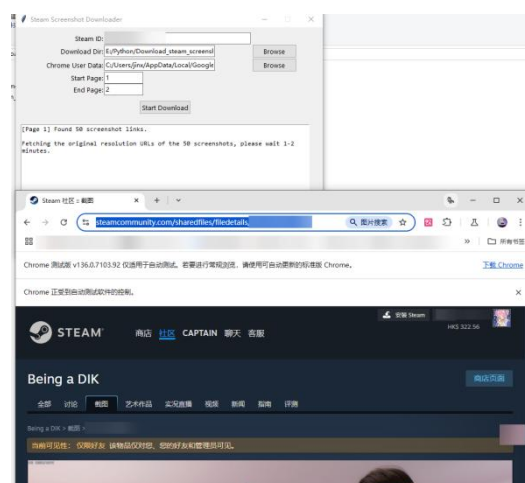 Steam Screenshot Downloader
Steam ID:
Download Dir: E:/Python/Download_steam_screensl Browse
Chrome User Data: C:/Users/jinx/AppData/Local/Google Browse
Start Page: 1
End Page: 2
Start Download
[Page 1] Found 50 screenshot links.
Fetching the original resolution URLs of the 50 screenshots, please wait 1-2
minutes.
Steam 社区 :: 截图
steamcommunity.com/sharedfiles/filedetails, 图片搜索
所有书签
Chrome 测试版 v136.0.7103.92 仅适用于自动测试。若要进行常规浏览，请使用可自动更新的标准版 Chrome。 下载 Chrome
Chrome 正受到自动测试软件的控制。
安装 Steam
STEAM 商店 社区 CAPTAIN 聊天 客服 HK$ 322.56
Being a DIK 商店页面
全部 讨论 截图 艺术作品 实况直播 视频 新闻 指南 评测
Being a DIK > 截图 >
当前可见性： 仅限好友 该物品仅对您、您的好友和管理员可见。